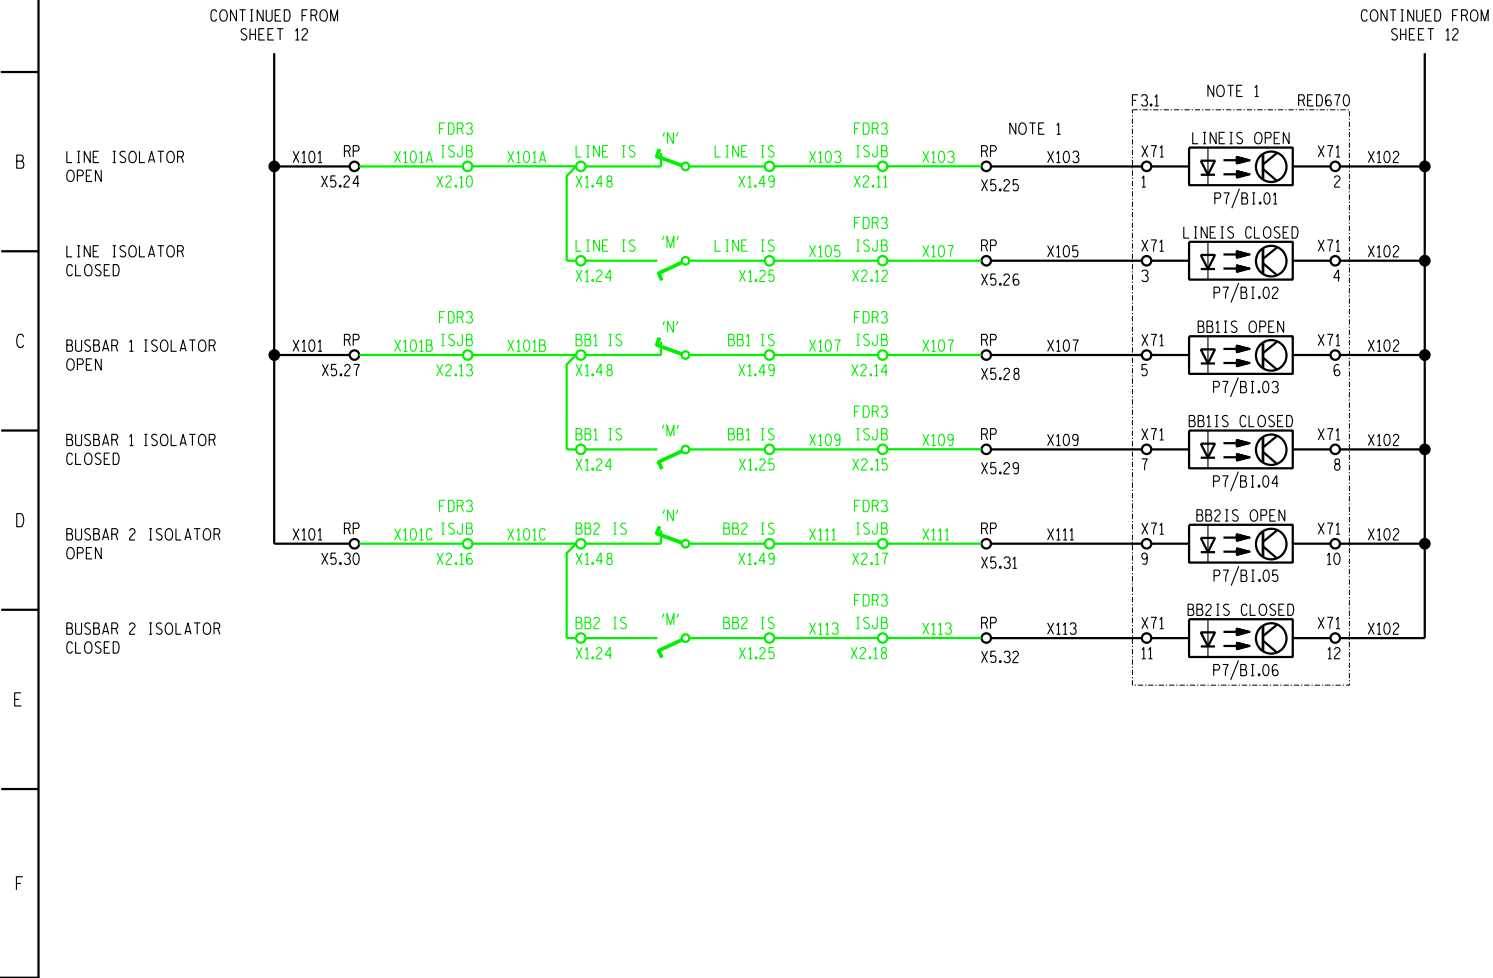 CONTINUED FROM
SHEET 12
CONTINUED FROM
SHEET 12
NOTE 1
F3.1
RED670
B
LINE ISOLATOR
OPEN
X101
RP
X5.24
X101A
FDR3
ISJB
X2.10
X101A
LINE IS
X1.48
'N'
LINE IS
X1.49
X103
FDR3
ISJB
X2.11
X103
NOTE 1
RP
X5.25
X103
X71
1
LINEIS OPEN
P7/BI.01
X71
2
X102
LINE ISOLATOR
CLOSED
LINE IS
X1.24
'M'
LINE IS
X1.25
X105
FDR3
ISJB
X2.12
X107
RP
X5.26
X105
X71
3
LINEIS CLOSED
P7/BI.02
X71
4
X102
C
BUSBAR 1 ISOLATOR
OPEN
X101
RP
X5.27
X101B
FDR3
ISJB
X2.13
X101B
BB1 IS
X1.48
'N'
BB1 IS
X1.49
X107
FDR3
ISJB
X2.14
X107
RP
X5.28
X107
X71
5
BB1IS OPEN
P7/BI.03
X71
6
X102
BUSBAR 1 ISOLATOR
CLOSED
BB1 IS
X1.24
'M'
BB1 IS
X1.25
X109
FDR3
ISJB
X2.15
X109
RP
X5.29
X109
X71
7
BB1IS CLOSED
P7/BI.04
X71
8
X102
D
BUSBAR 2 ISOLATOR
OPEN
X101
RP
X5.30
X101C
FDR3
ISJB
X2.16
X101C
BB2 IS
X1.48
'N'
BB2 IS
X1.49
X111
FDR3
ISJB
X2.17
X111
RP
X5.31
X111
X71
9
BB2IS OPEN
P7/BI.05
X71
10
X102
BUSBAR 2 ISOLATOR
CLOSED
BB2 IS
X1.24
'M'
BB2 IS
X1.25
X113
FDR3
ISJB
X2.18
X113
RP
X5.32
X113
X71
11
BB2IS CLOSED
P7/BI.06
X71
12
X102
E
F